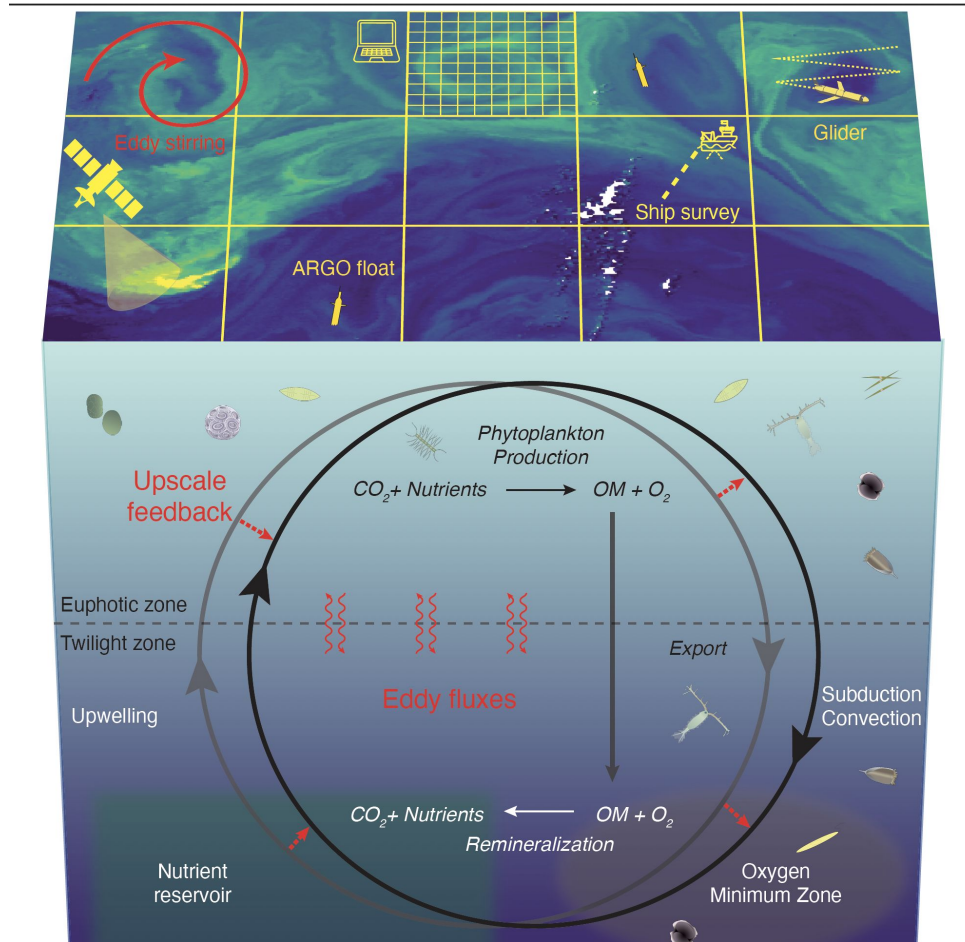 Eddy stirring
Glider
Ship survey
ARGO float
Phytoplankton
Production
Upscale
feedback
CO₂+ Nutrients
OM + O₂
Euphotic zone
Twilight zone
Export
Eddy fluxes
Upwelling
Subduction
Convection
CO₂+ Nutrients
OM + O₂
Remineralization
Nutrient
reservoir
Oxygen
Minimum Zone